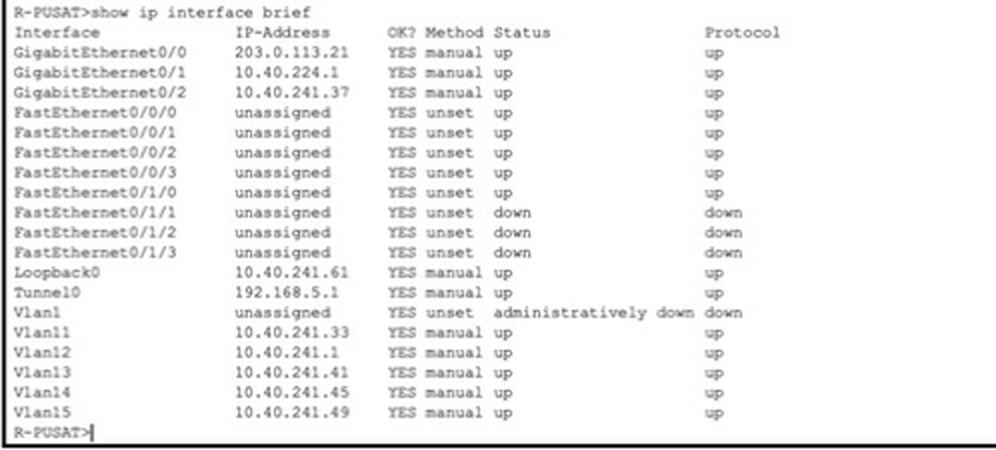 R-PUSAT>show ip interface brief
Interface IP-Address OK? Method Status Protocol
GigabitEthernet0/0 203.0.113.21 YES manual up up
GigabitEthernet0/1 10.40.224.1 YES manual up up
GigabitEthernet0/2 10.40.241.37 YES manual up up
FastEthernet0/0/0 unassigned YES unset up up
FastEthernet0/0/1 unassigned YES unset up up
FastEthernet0/0/2 unassigned YES unset up up
FastEthernet0/0/3 unassigned YES unset up up
FastEthernet0/1/0 unassigned YES unset up up
FastEthernet0/1/1 unassigned YES unset down down
FastEthernet0/1/2 unassigned YES unset down down
FastEthernet0/1/3 unassigned YES unset down down
Loopback0 10.40.241.61 YES manual up up
Tunnel0 192.168.5.1 YES manual up up
Vlan1 unassigned YES unset administratively down down
Vlan11 10.40.241.33 YES manual up up
Vlan12 10.40.241.1 YES manual up up
Vlan13 10.40.241.41 YES manual up up
Vlan14 10.40.241.45 YES manual up up
Vlan15 10.40.241.49 YES manual up up
R-PUSAT>